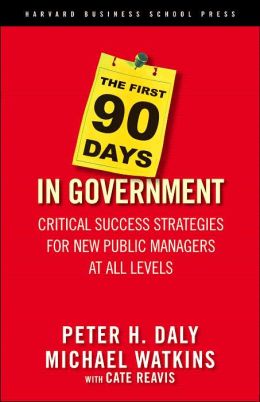 HARVARD BUSINESS SCHOOL PRESS
THE FIRST
90
DAYS
IN GOVERNMENT
CRITICAL SUCCESS STRATEGIES
FOR NEW PUBLIC MANAGERS
AT ALL LEVELS
PETER H. DALY
MICHAEL WATKINS
WITH CATE REAVIS